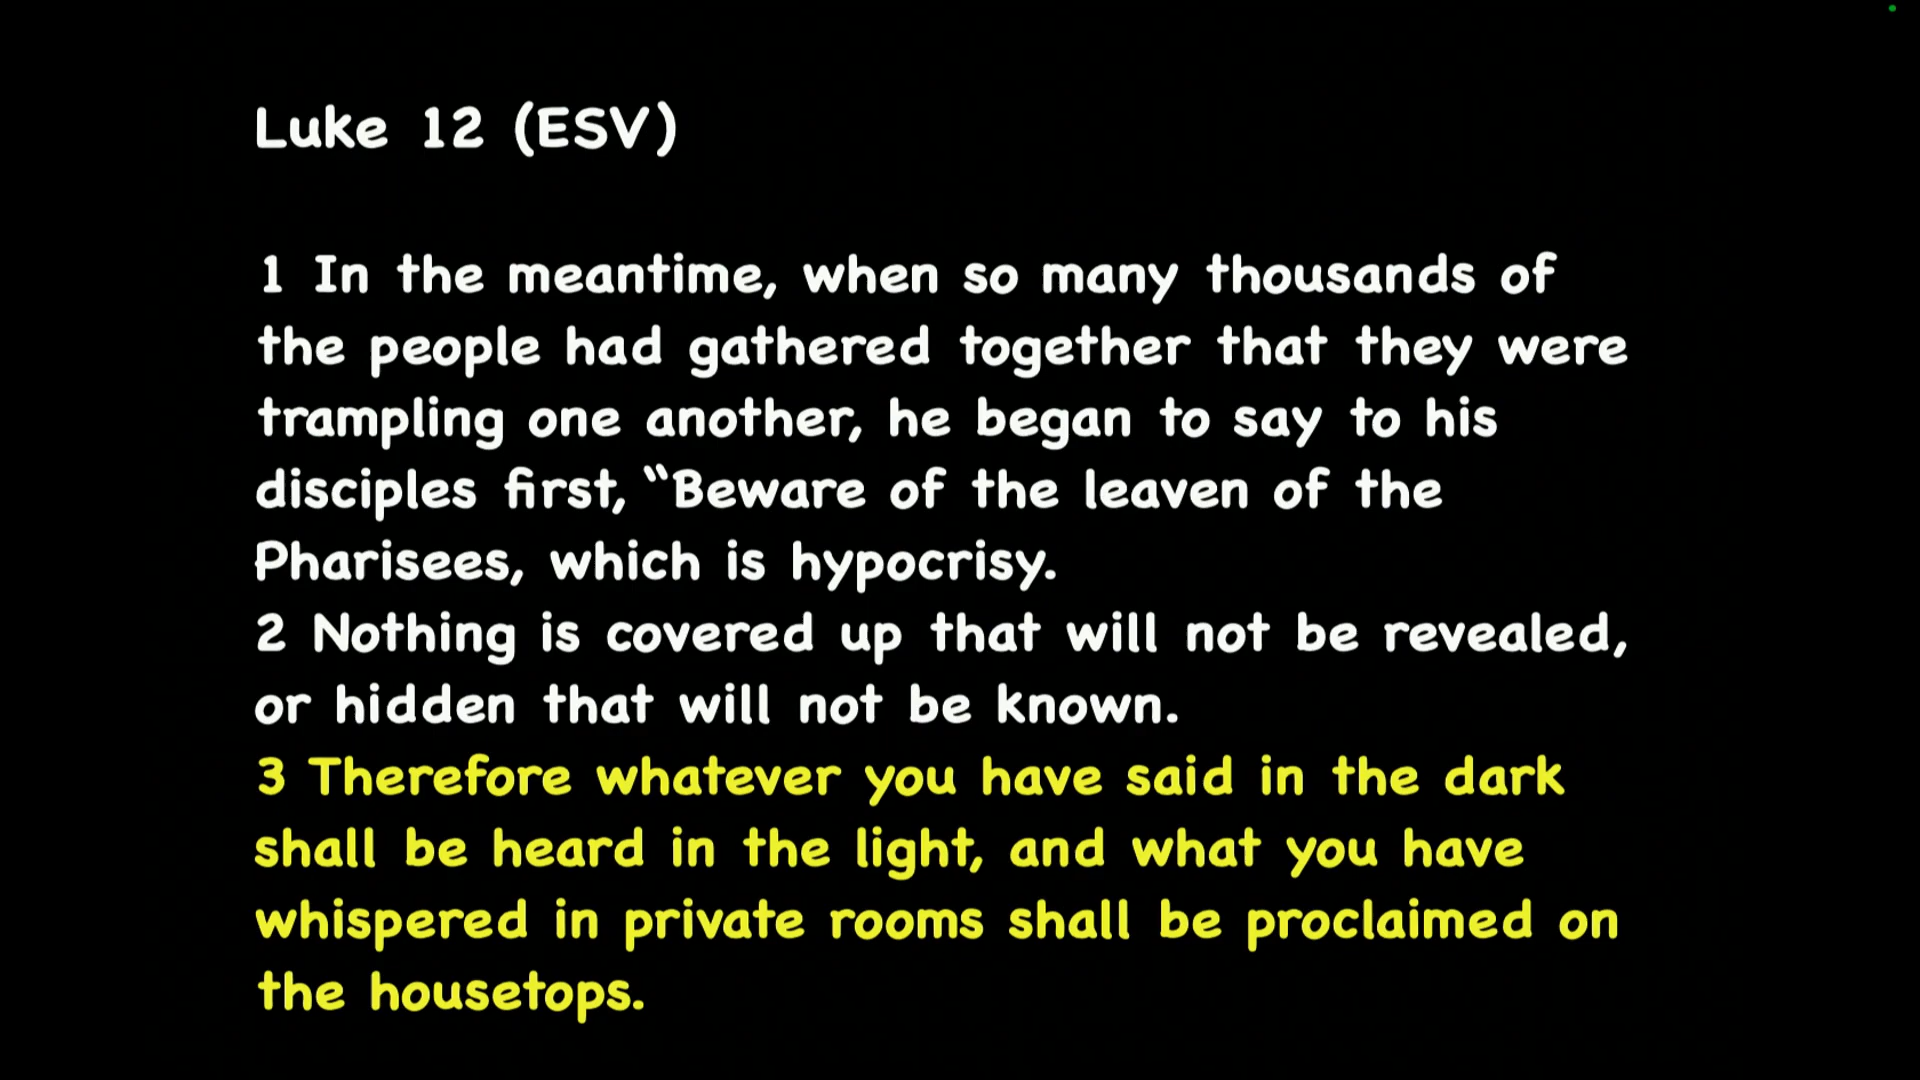 Luke 12 (ESV)
1 In the meantime, when so many thousands of
the people had gathered together that they were
trampling one another, he began to say to his
disciples first, “Beware of the leaven of the
Pharisees, which is hypocrisy.
2 Nothing is covered up that will not be revealed,
or hidden that will not be known.
3 Therefore whatever you have said in the dark
shall be heard in the light, and what you have
whispered in private rooms shall be proclaimed on
the housetops.